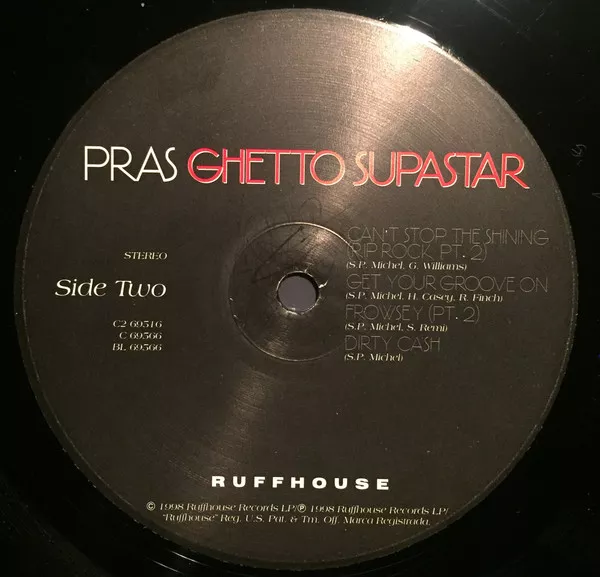 PRAS GHETTO SUPASTAR
STEREO
Side Two
C2 69516
C 69566
BL 69566
CAN'T STOP THE SHINING
(RIP ROCK PT. 2)
(S.P. Michel, G. Williams)
GET YOUR GROOVE ON
(S.P. Michel, H. Casey, R. Finch)
FROWSEY (PT. 2)
(S.P. Michel, S. Remi)
DIRTY CASH
(S.P. Michel)
RUFFHOUSE
© 1998 Ruffhouse Records LP/℗ 1998 Ruffhouse Records LP/
"Ruffhouse" Reg. U.S. Pat. & Tm. Off. Marca Registrada.